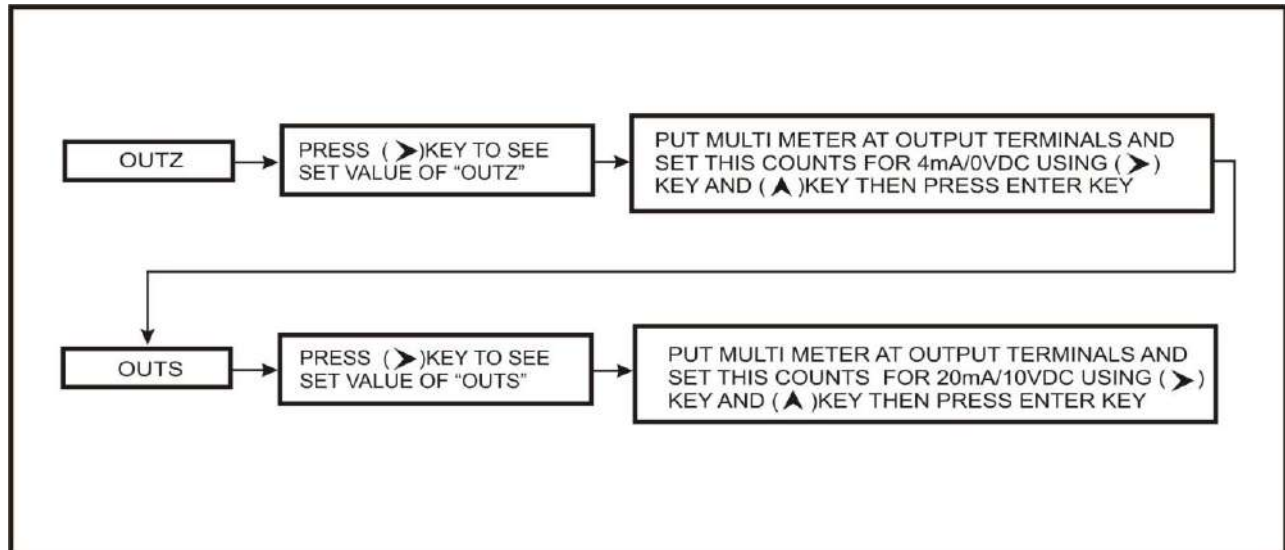 OUTZ
PRESS (➤)KEY TO SEE
SET VALUE OF "OUTZ"
PUT MULTI METER AT OUTPUT TERMINALS AND
SET THIS COUNTS FOR 4mA/0VDC USING (➤)
KEY AND (▲)KEY THEN PRESS ENTER KEY
OUTS
PRESS (➤)KEY TO SEE
SET VALUE OF "OUTS"
PUT MULTI METER AT OUTPUT TERMINALS AND
SET THIS COUNTS FOR 20mA/10VDC USING (➤)
KEY AND (▲)KEY THEN PRESS ENTER KEY